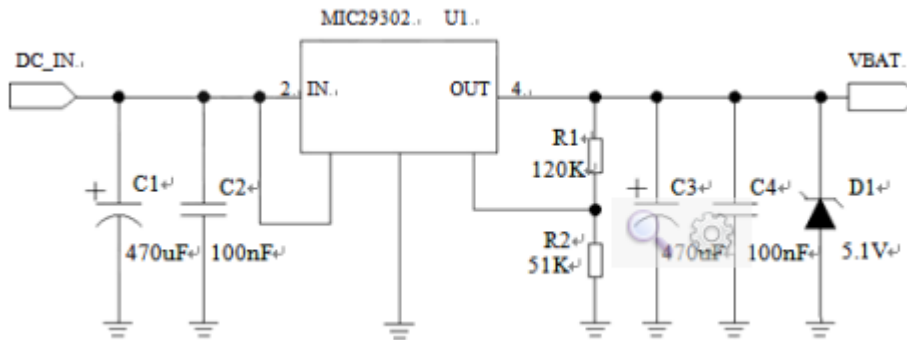 MIC29302. U1
DC_IN.
VBAT.
2. IN.
OUT 4.
R1
120K
+ C1
470uF
C2
100nF
R2
51K
+ C3
470uF
C4
100nF
D1
5.1V